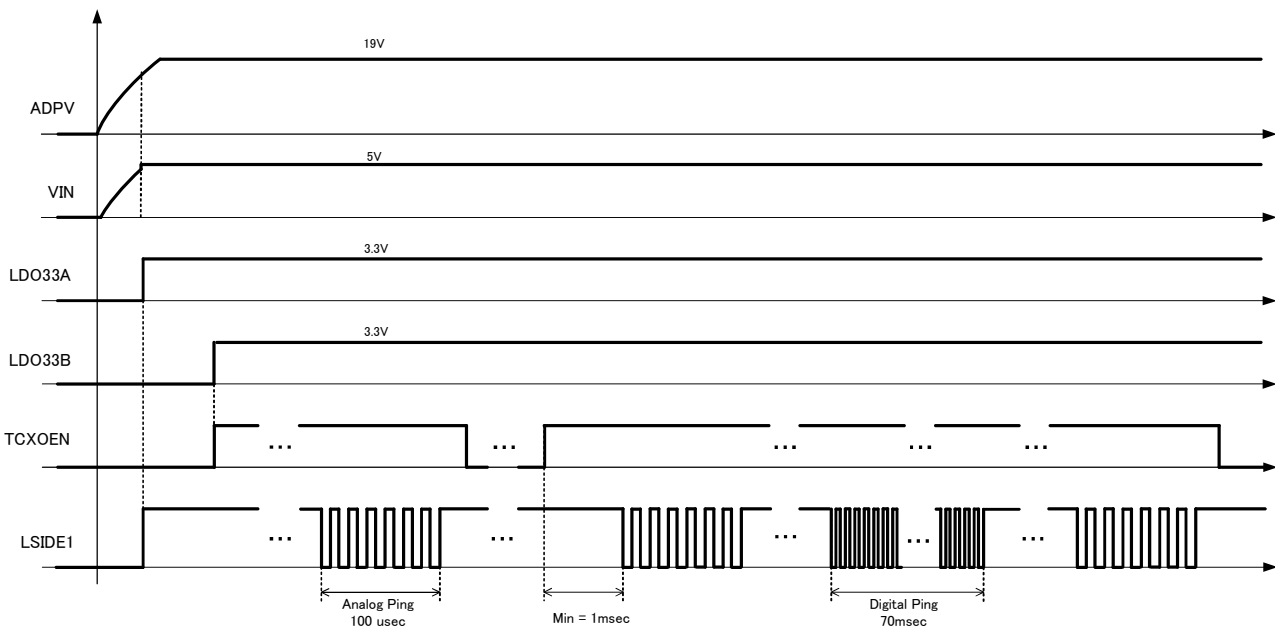 19V
ADPV
5V
VIN
3.3V
LDO33A
3.3V
LDO33B
TCXOEN
...
...
...
...
...
LSIDE1
...
...
...
...
...
Analog Ping
100 usec
Min = 1msec
Digital Ping
70msec